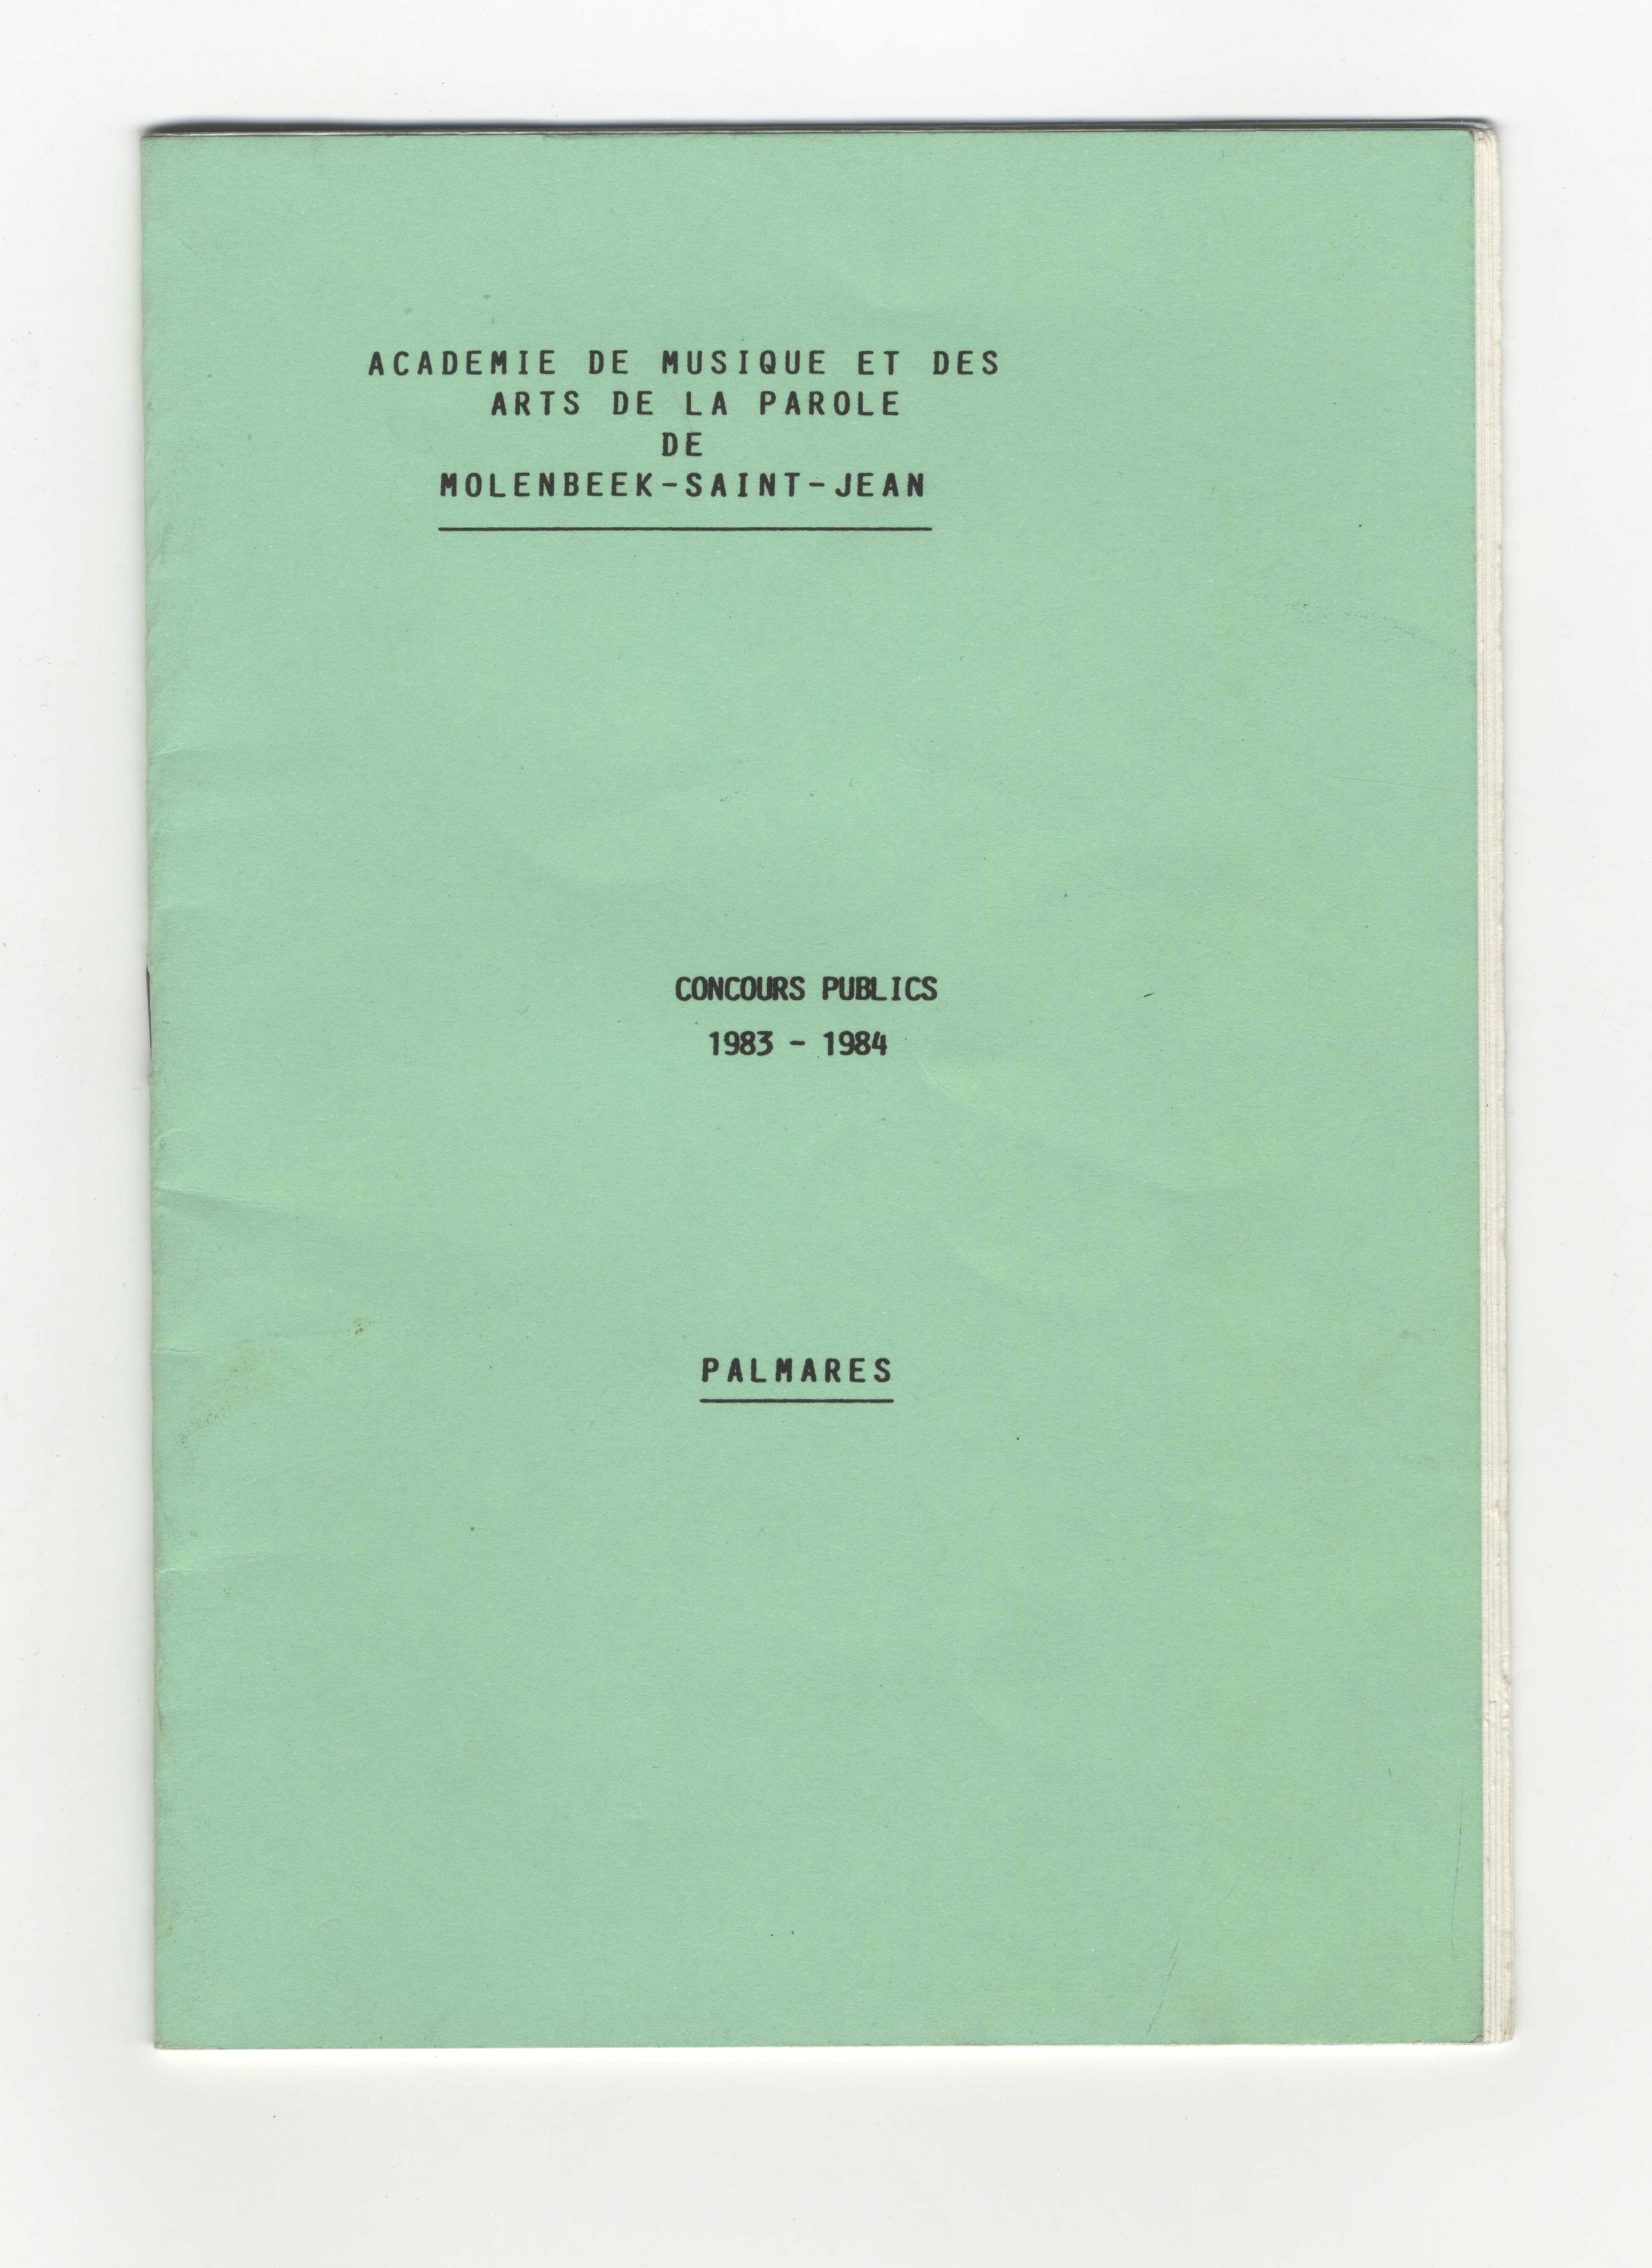 ACADEMIE DE MUSIQUE ET DES
ARTS DE LA PAROLE
DE
MOLENBEEK-SAINT-JEAN
CONCOURS PUBLICS
1983 - 1984
PALMARES